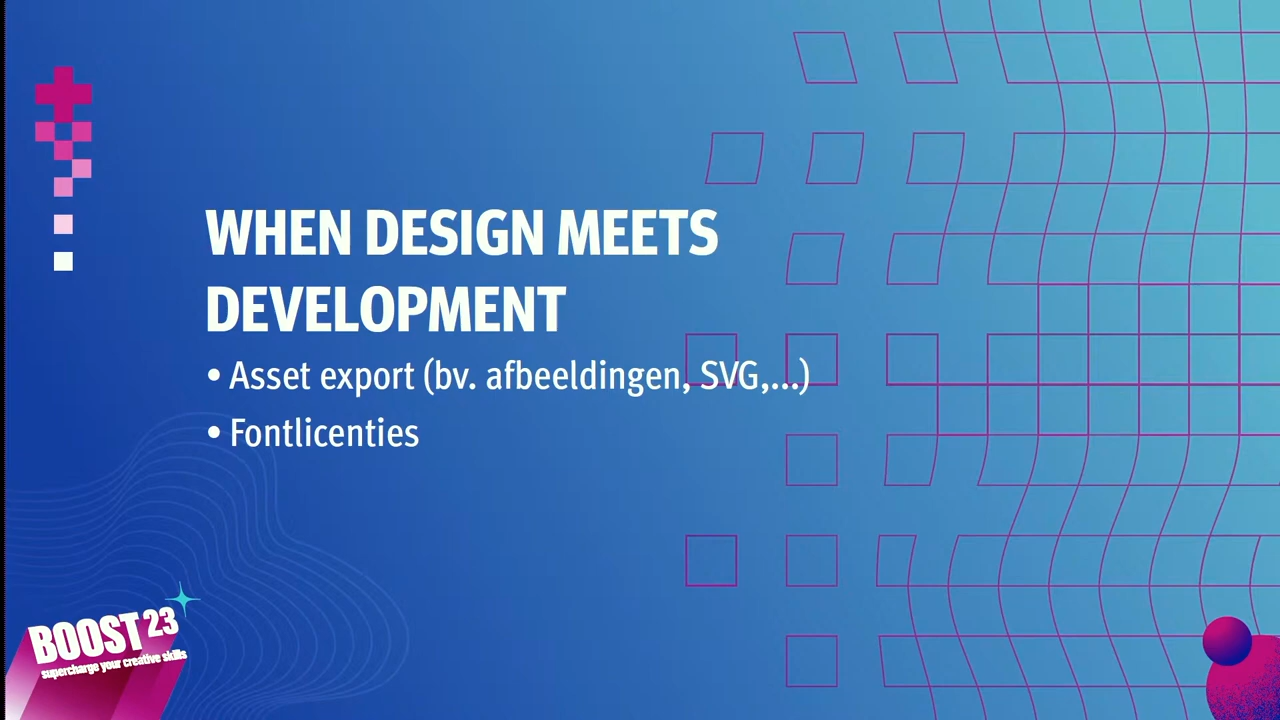 WHEN DESIGN MEETS
DEVELOPMENT
• Asset export (bv. afbeeldingen, SVG,...)
• Fontlicenties
BOOST 23
supercharge your creative skills